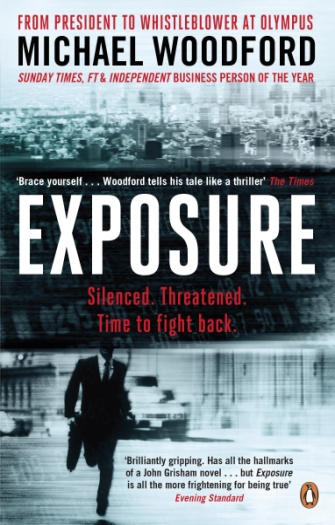 FROM PRESIDENT TO WHISTLEBLOWER AT OLYMPUS
MICHAEL WOODFORD
SUNDAY TIMES, FT & INDEPENDENT BUSINESS PERSON OF THE YEAR
‘Brace yourself . . . Woodford tells his tale like a thriller’ The Times
EXPOSURE
Silenced. Threatened.
Time to fight back.
‘Brilliantly gripping. Has all the hallmarks
of a John Grisham novel . . . but Exposure
is all the more frightening for being true’
Evening Standard